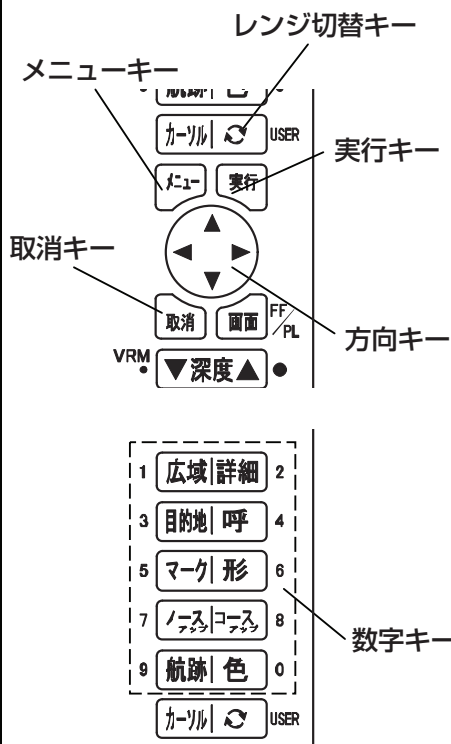 レンジ切替キー
メニューキー
航跡 色
カーソル USER
実行キー
メニュー 実行
取消キー
取消 画面 FF/PL
方向キー
VRM ▼深度▲
1 広域 詳細 2
3 目的地 呼 4
5 マーク 形 6
7 ノースアップ コースアップ 8
数字キー
9 航跡 色 0
カーソル USER